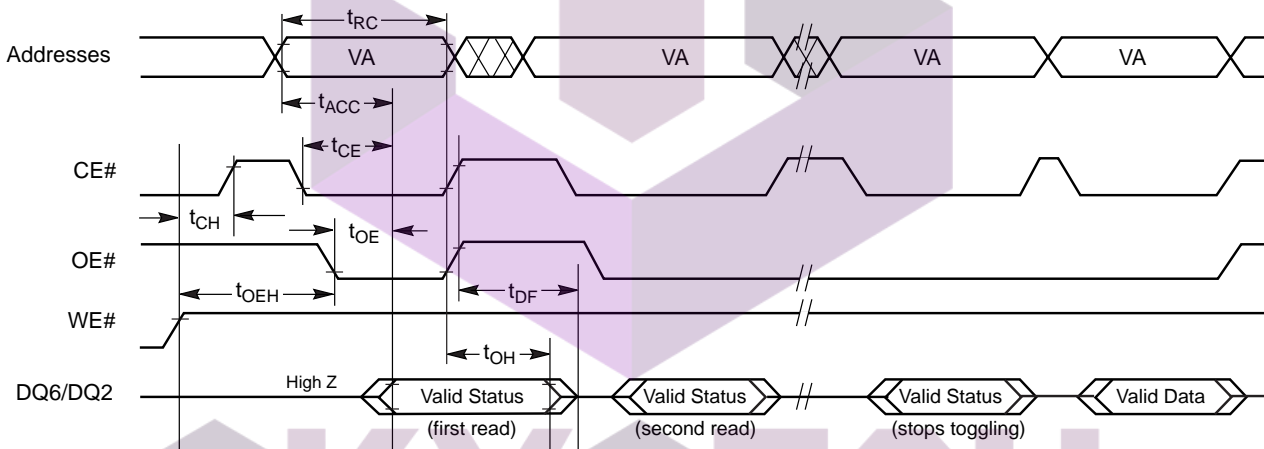 tRC
Addresses VA VA VA VA
tACC
tCE
CE#
tCH tOE
OE#
tOEH tDF
WE#
tOH
DQ6/DQ2 High Z Valid Status Valid Status Valid Status Valid Data
(first read) (second read) (stops toggling)